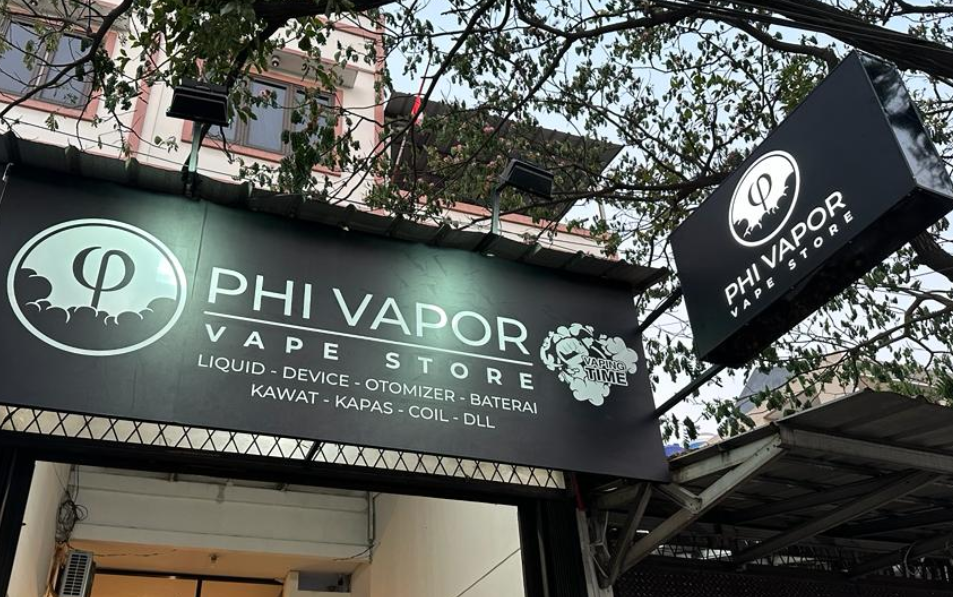 φ
PHI VAPOR
VAPE STORE
LIQUID - DEVICE - OTOMIZER - BATERAI
KAWAT - KAPAS - COIL - DLL
VAPING
TIME
φ
PHI VAPOR
VAPE STORE